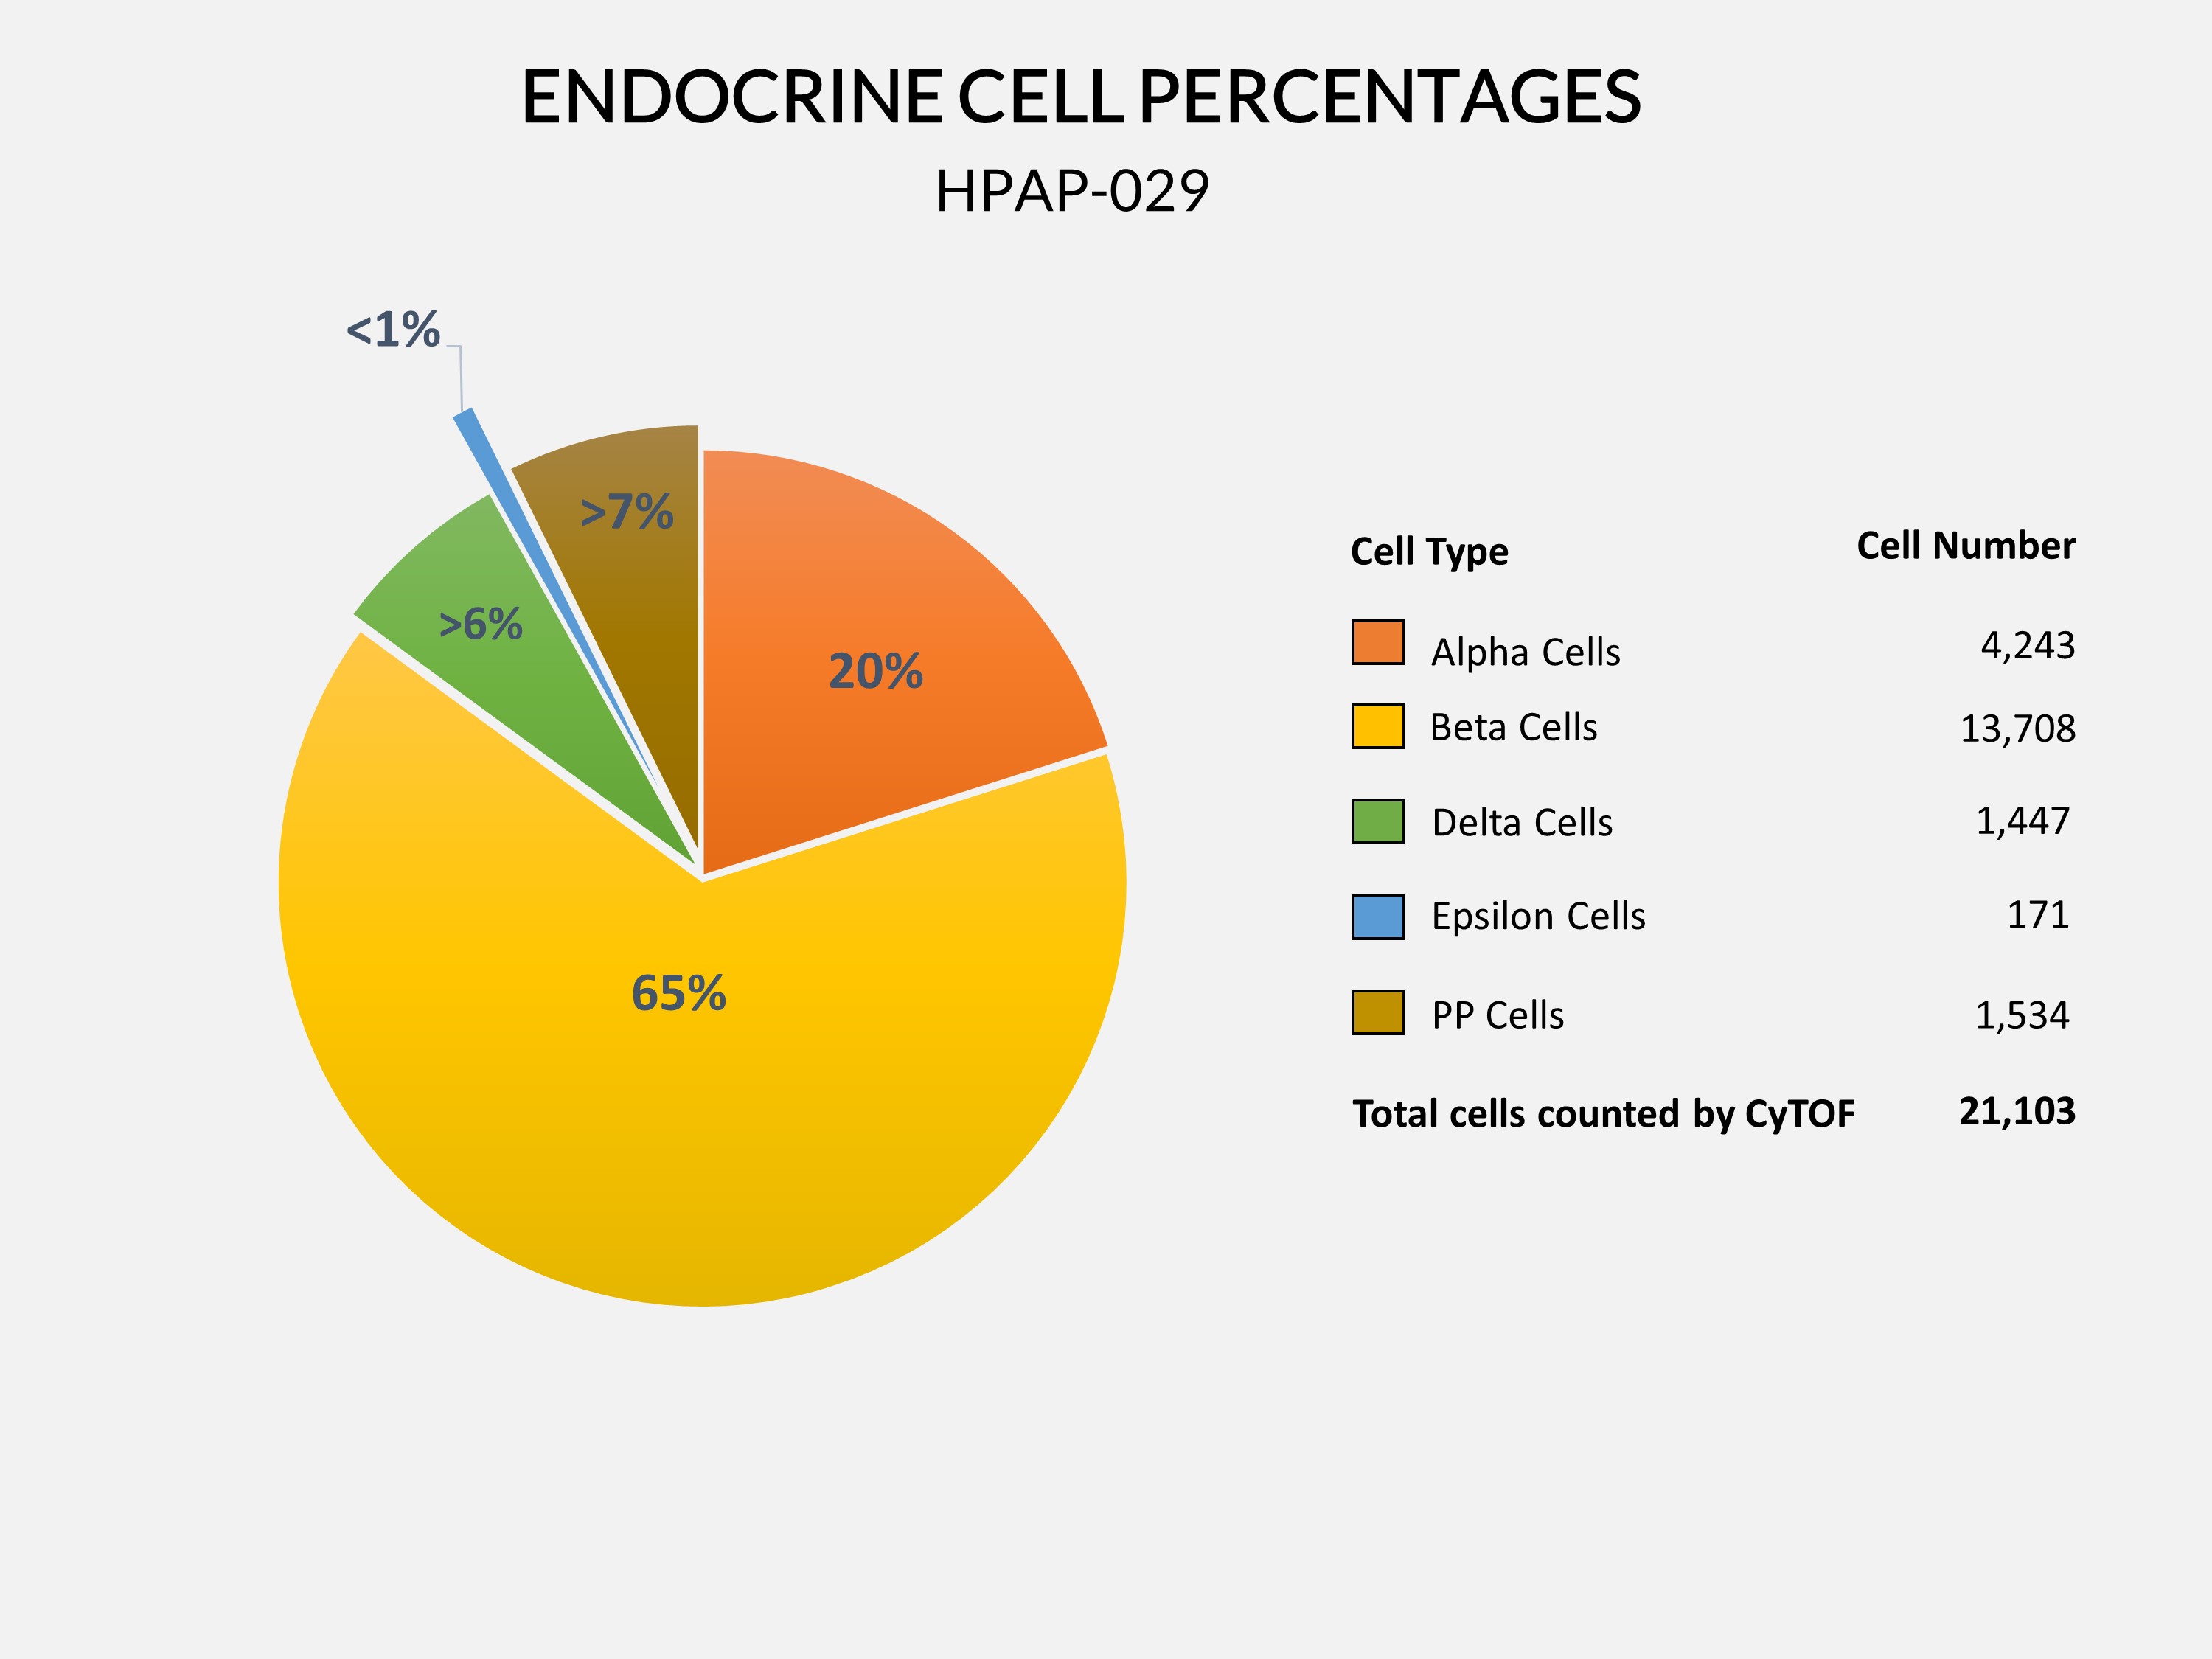 ENDOCRINE CELL PERCENTAGES
HPAP-029
<1%
>7%
>6%
20%
65%
Cell Type Cell Number
Alpha Cells 4,243
Beta Cells 13,708
Delta Cells 1,447
Epsilon Cells 171
PP Cells 1,534
Total cells counted by CyTOF 21,103